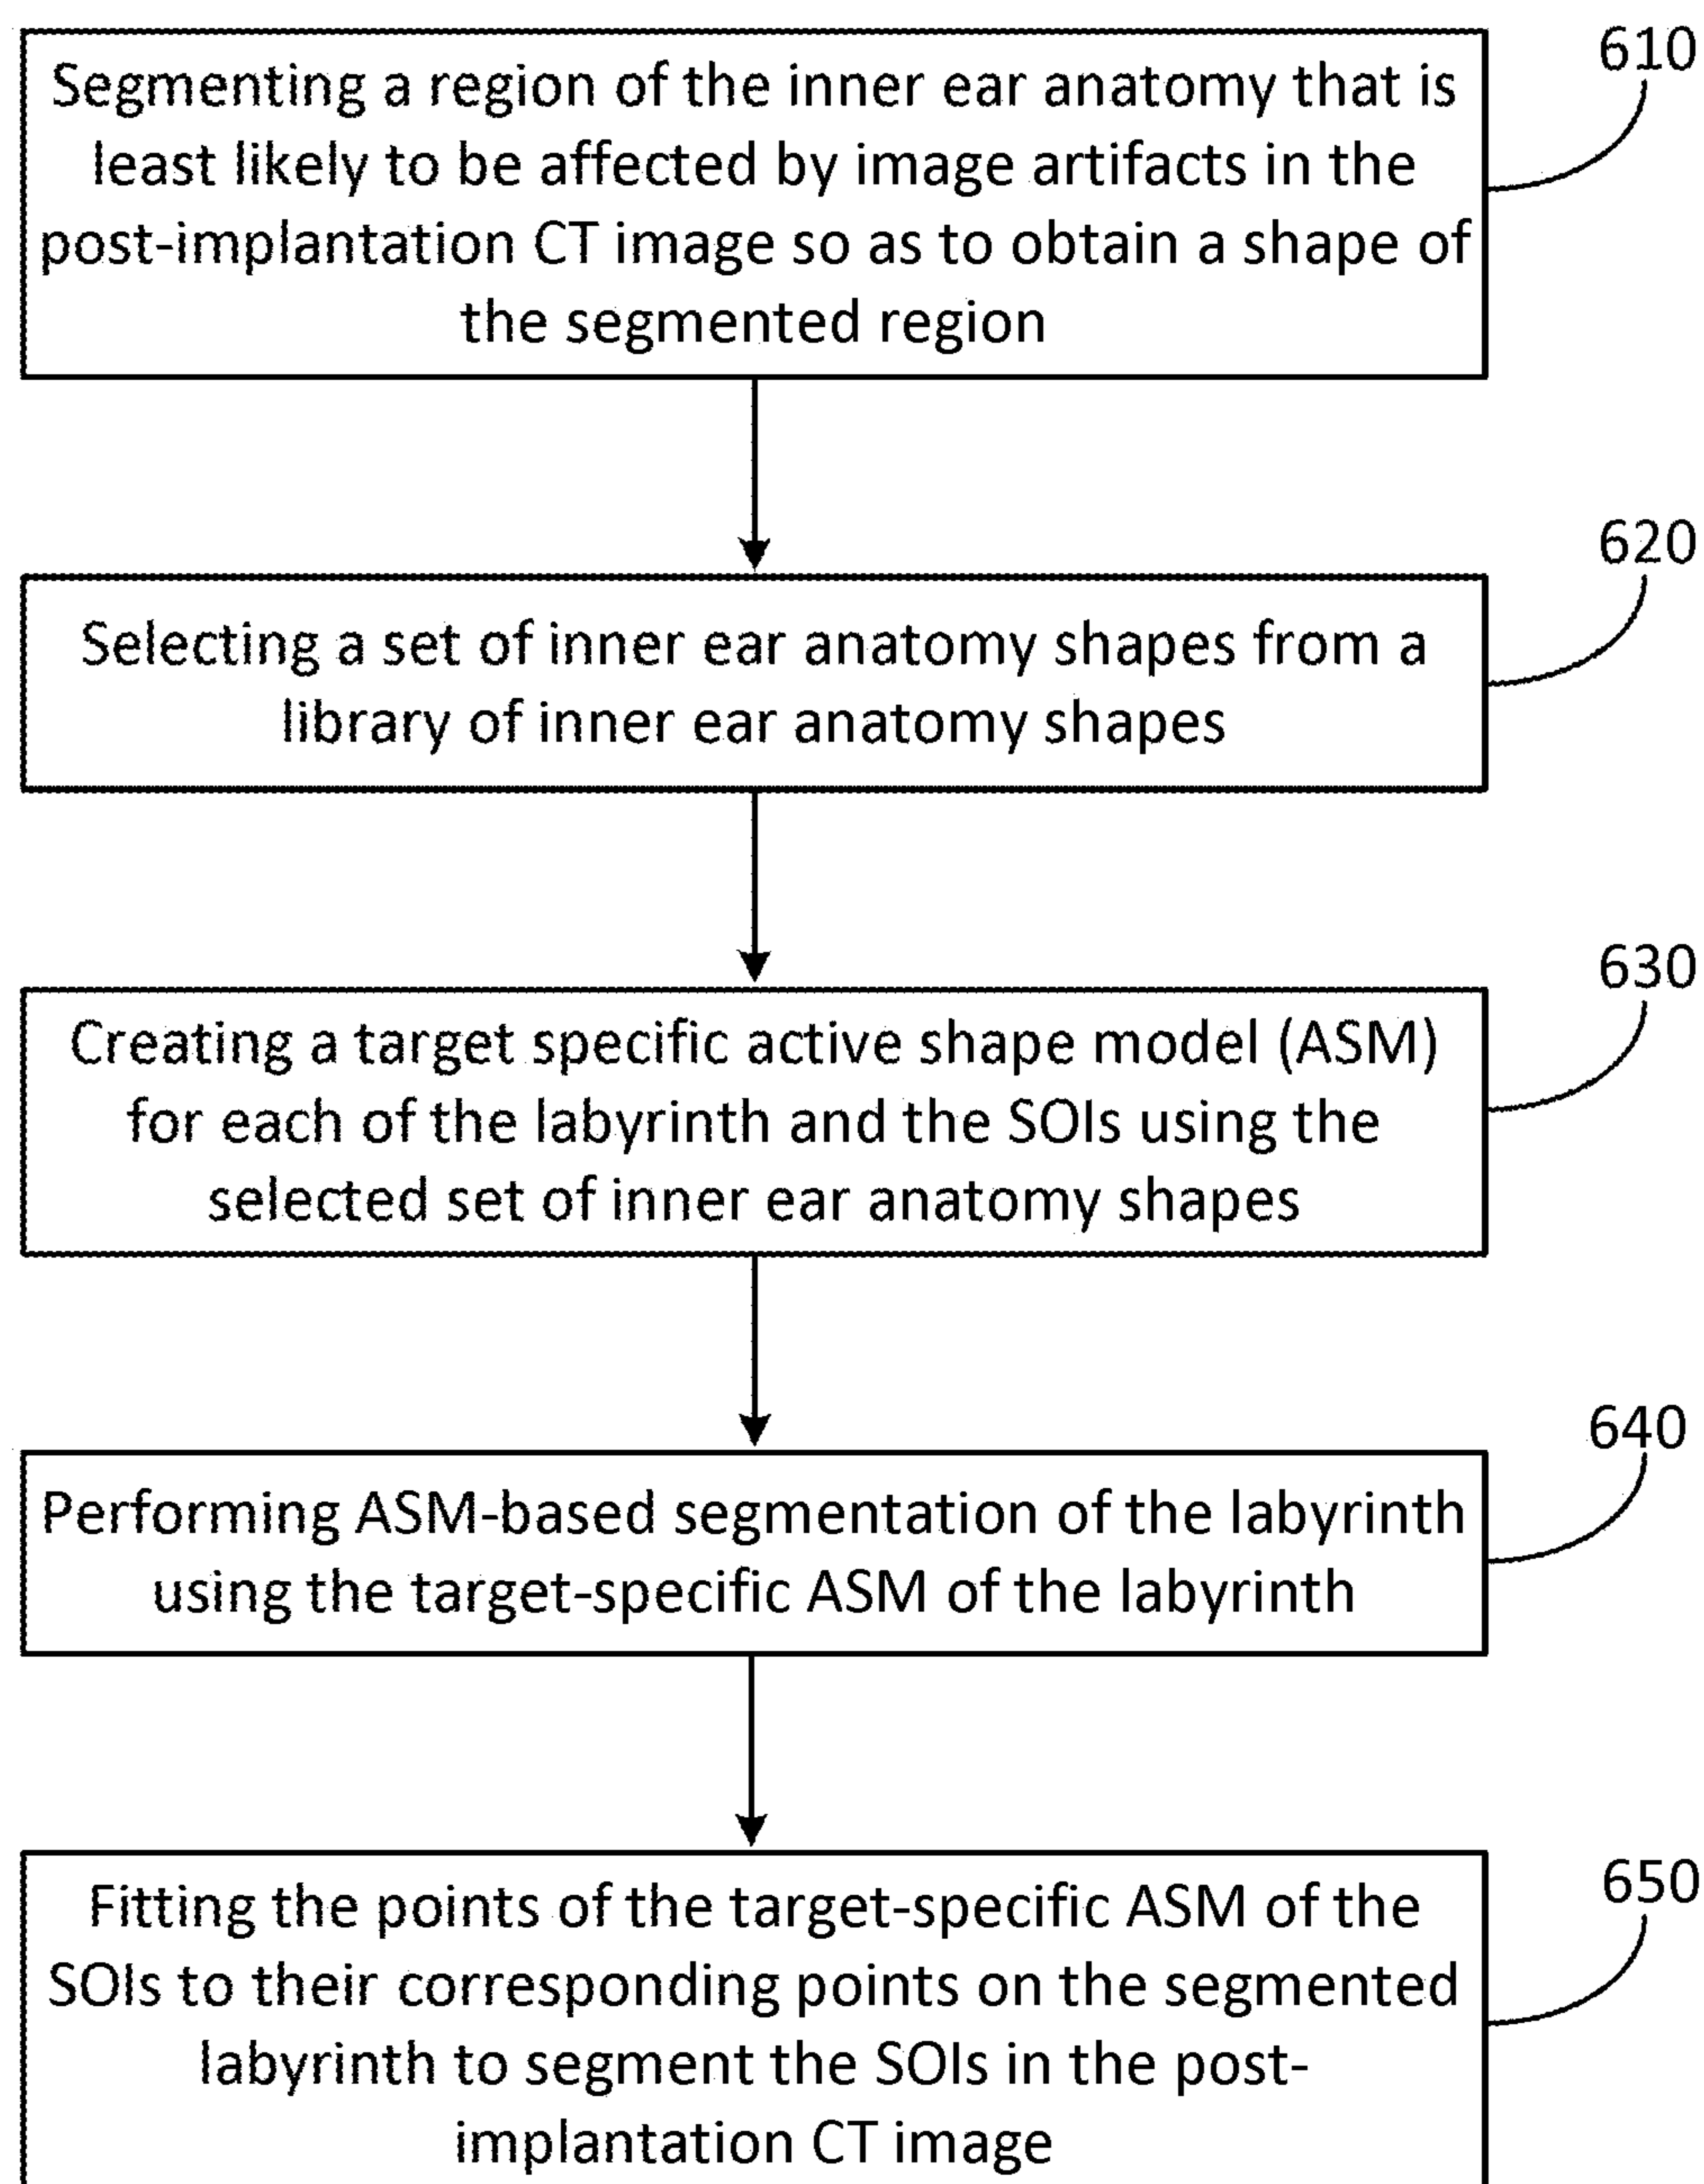 610
Segmenting a region of the inner ear anatomy that is
least likely to be affected by image artifacts in the
post-implantation CT image so as to obtain a shape of
the segmented region
620
Selecting a set of inner ear anatomy shapes from a
library of inner ear anatomy shapes
630
Creating a target specific active shape model (ASM)
for each of the labyrinth and the SOIs using the
selected set of inner ear anatomy shapes
640
Performing ASM-based segmentation of the labyrinth
using the target-specific ASM of the labyrinth
650
Fitting the points of the target-specific ASM of the
SOIs to their corresponding points on the segmented
labyrinth to segment the SOIs in the post-
implantation CT image